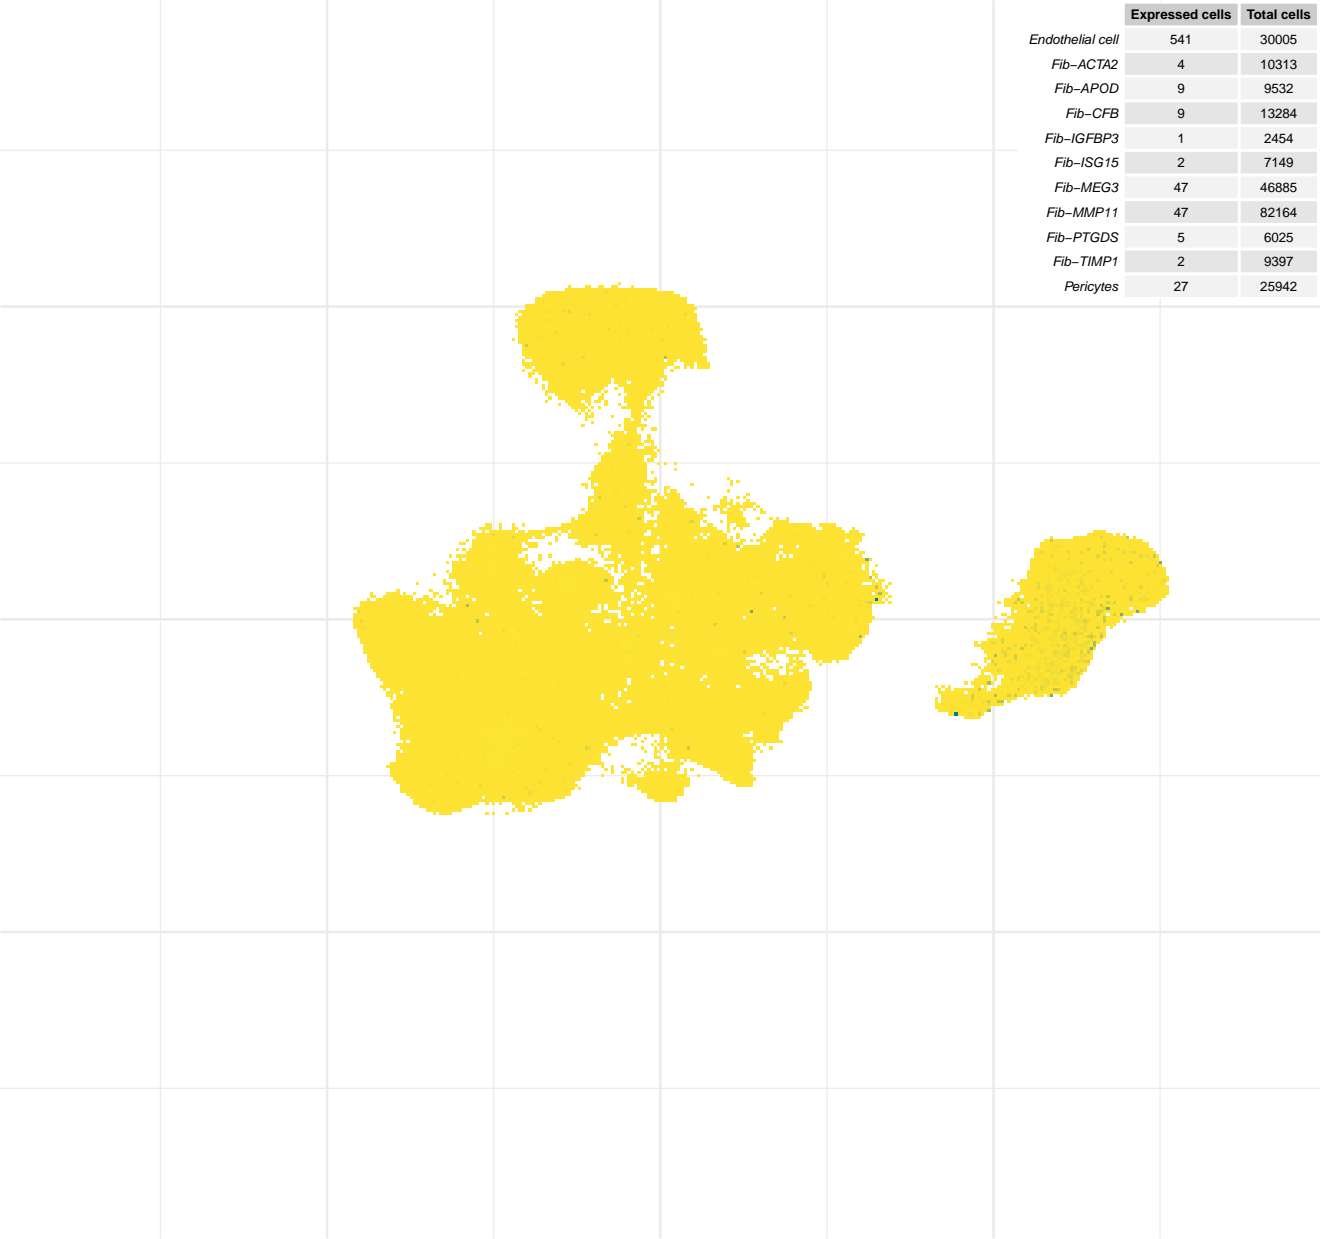 Expressed cells Total cells
Endothelial cell 541 30005
Fib−ACTA2 4 10313
Fib−APOD 9 9532
Fib−CFB 9 13284
Fib−IGFBP3 1 2454
Fib−ISG15 2 7149
Fib−MEG3 47 46885
Fib−MMP11 47 82164
Fib−PTGDS 5 6025
Fib−TIMP1 2 9397
Pericytes 27 25942